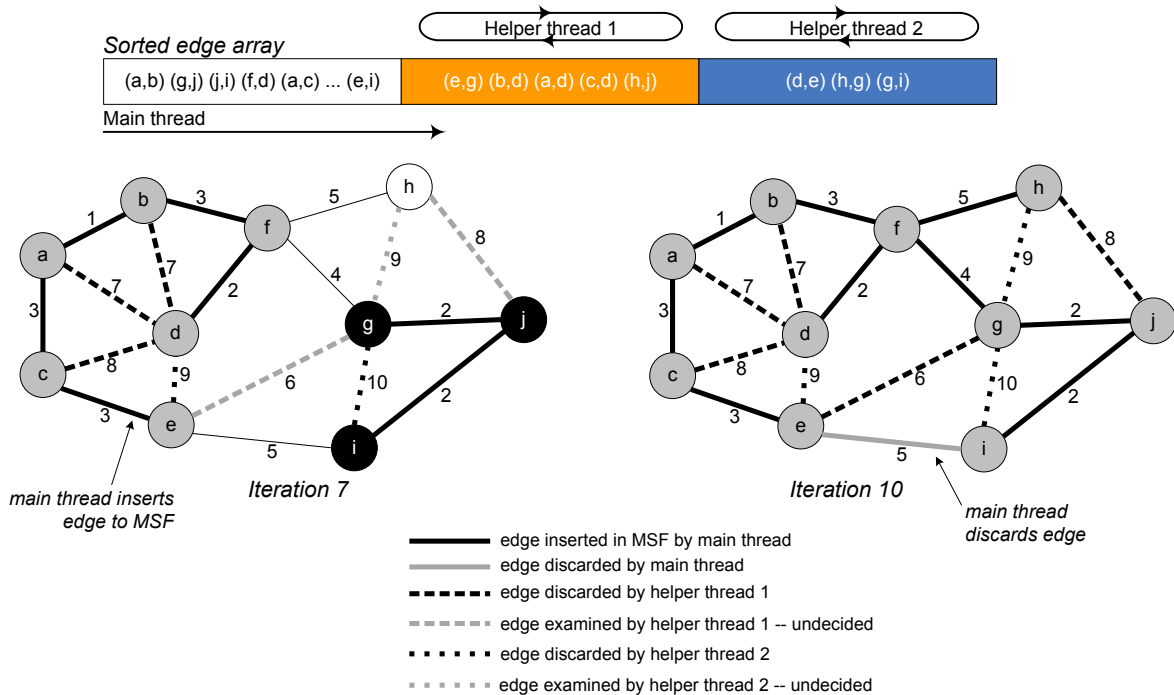 Helper thread 1
Helper thread 2
Sorted edge array
(a,b) (g,j) (j,i) (f,d) (a,c) ... (e,i)
(e,g) (b,d) (a,d) (c,d) (h,j)
(d,e) (h,g) (g,i)
Main thread
h
b
3
5
f
1
a
7
9
8
7
4
2
3
d
g
2
j
8
9
c
6
10
2
3
e
i
5
Iteration 7
main thread inserts
edge to MSF
h
b
3
5
f
1
a
7
9
8
7
4
2
3
d
g
2
j
8
9
c
6
10
2
3
e
i
5
Iteration 10
main thread
discards edge
edge inserted in MSF by main thread
edge discarded by main thread
edge discarded by helper thread 1
edge examined by helper thread 1 -- undecided
edge discarded by helper thread 2
edge examined by helper thread 2 -- undecided